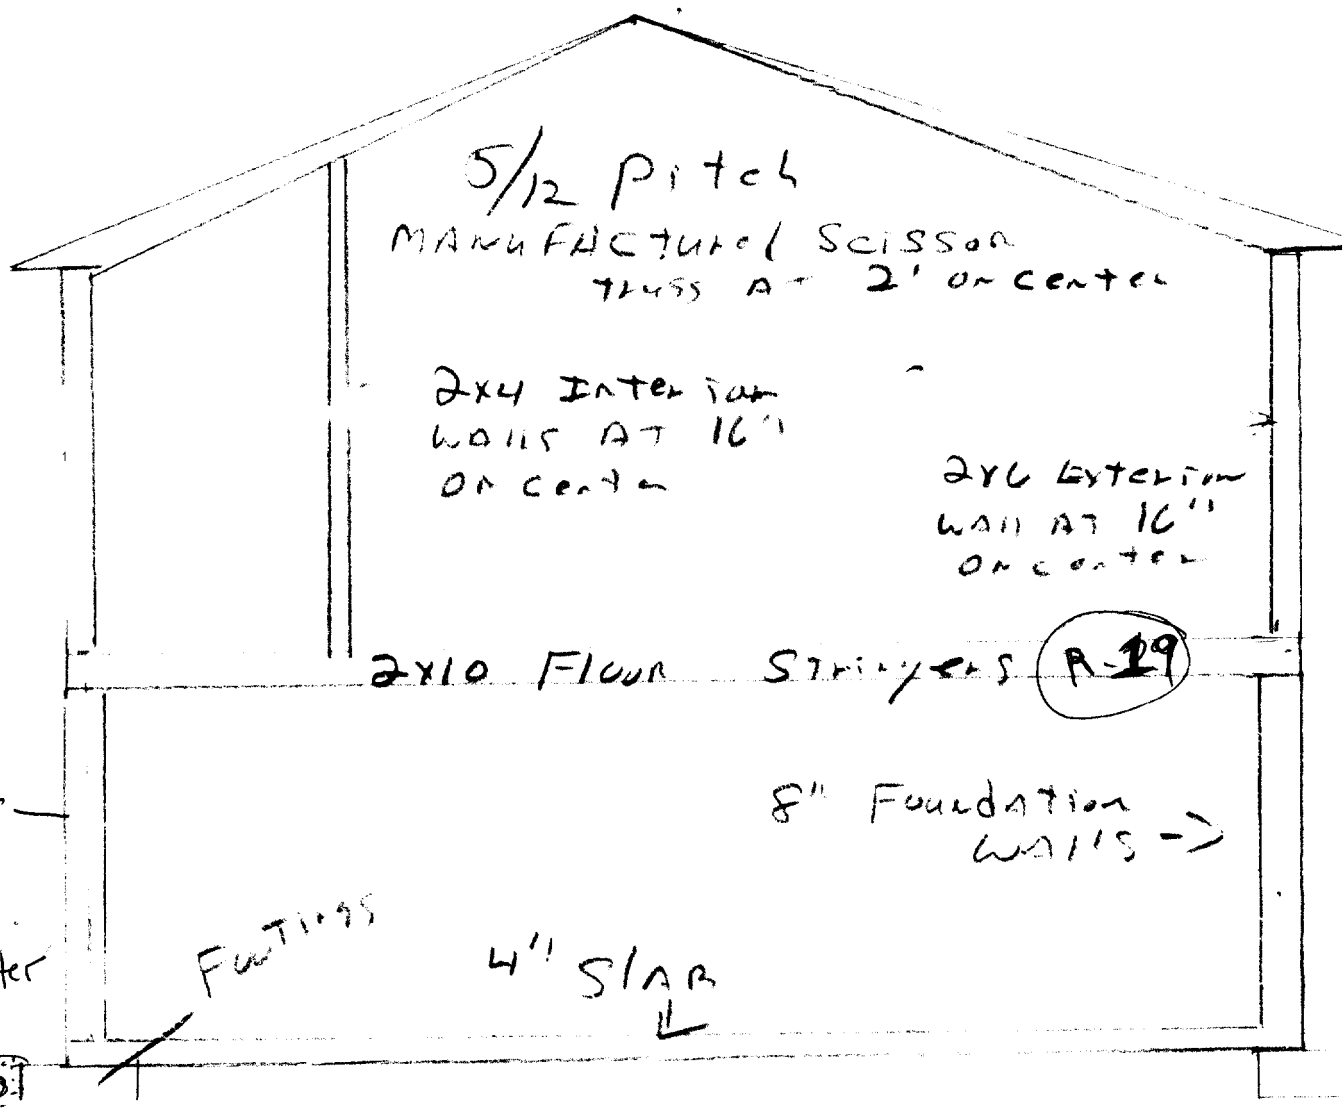 5/12 Pitch
MANUFACtured Scissor
truss AT 2' on center
2x4 Interior
WAllS AT 16"
On center
2x6 Exterior
WAll AT 16"
On center
2x10 Floor Stringers R-19
8" Foundation
WAllS ->
Footings
4" SlAB